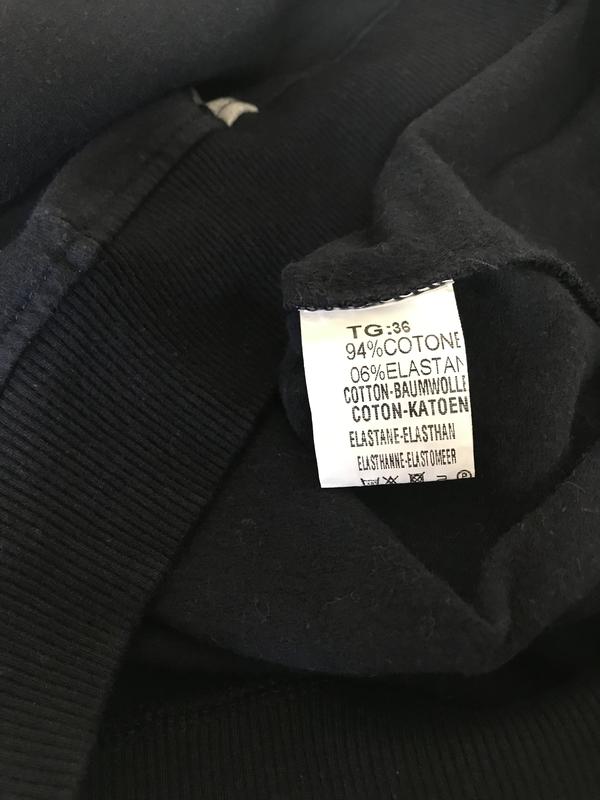 TG:36
94%COTONE
06%ELASTAN
COTTON-BAUMWOLLE
COTON-KATOEN
ELASTANE-ELASTHAN
ELASTHANNE-ELASTOMEER
P